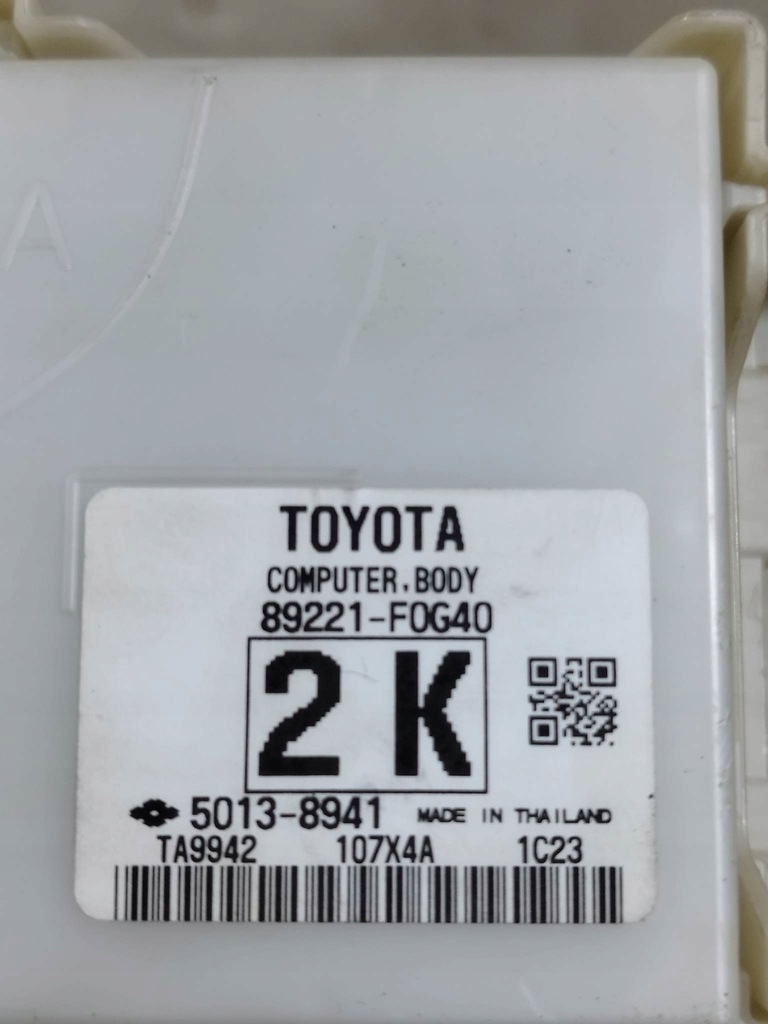 A
TOYOTA
COMPUTER,BODY
89221-F0G40
2K
5013-8941 MADE IN THAILAND
TA9942 107X4A 1C23